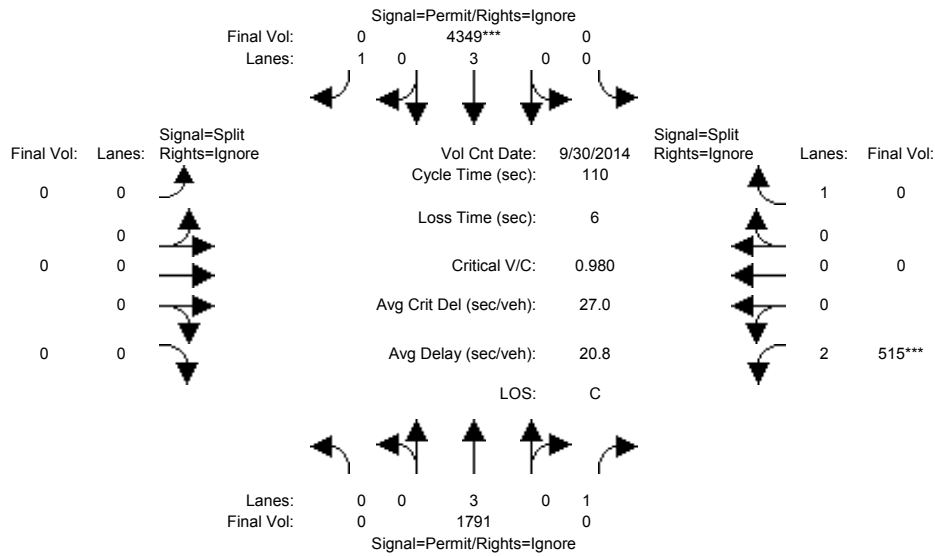 Signal=Permit/Rights=Ignore
Final Vol: 0 4349*** 0
Lanes: 1 0 3 0 0
Signal=Split Signal=Split
Final Vol: Lanes: Rights=Ignore Vol Cnt Date: 9/30/2014 Rights=Ignore Lanes: Final Vol:
Cycle Time (sec): 110
0 0 1 0
Loss Time (sec): 6
0 0
0 0 Critical V/C: 0.980 0 0
0 Avg Crit Del (sec/veh): 27.0 0
0 0 Avg Delay (sec/veh): 20.8 2 515***
LOS: C
Lanes: 0 0 3 0 1
Final Vol: 0 1791 0
Signal=Permit/Rights=Ignore